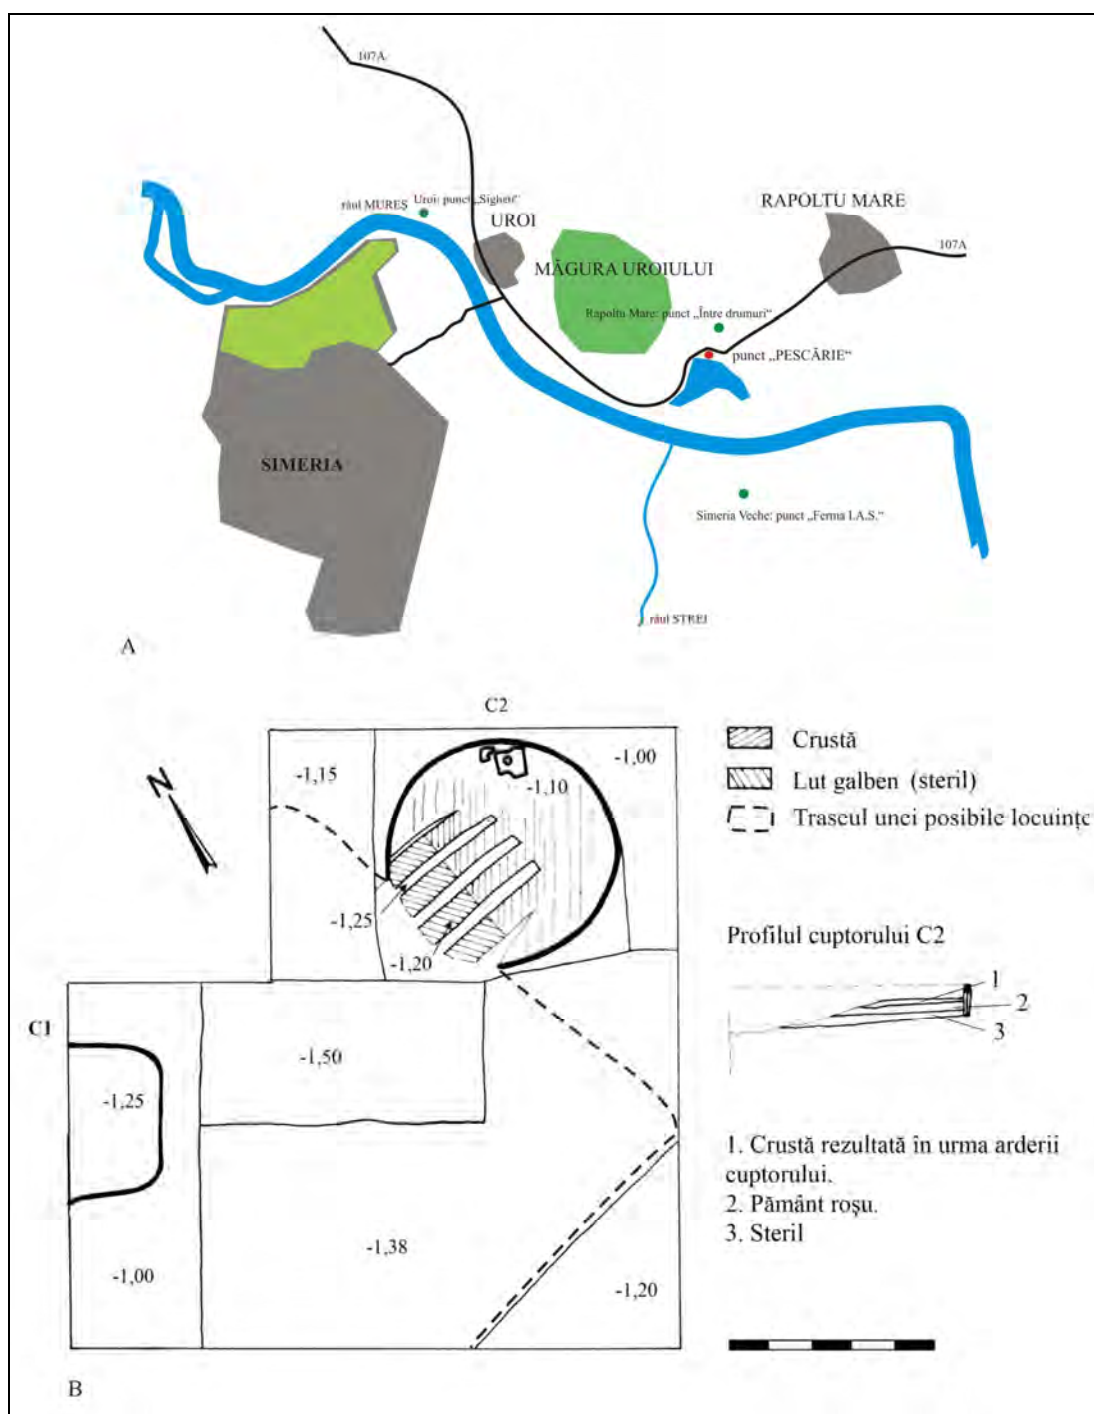 107A
râul MUREȘ
Uroi: punct „Sigheti“
UROI
RAPOLTU MARE
107A
MĂGURA UROIULUI
Rapoltu Mare: punct „Între drumuri“
punct „PESCĂRIE“
SIMERIA
Simeria Veche: punct „Ferma I.A.S.“
râul STREI
A
C2
N
-1,15
-1,00
-1,10
-1,25
-1,20
C1
-1,50
-1,25
-1,38
-1,00
-1,20
B
Crustă
Lut galben (steril)
Traseul unei posibile locuințe
Profilul cuptorului C2
1
2
3
1. Crustă rezultată în urma arderii
cuptorului.
2. Pământ roșu.
3. Steril